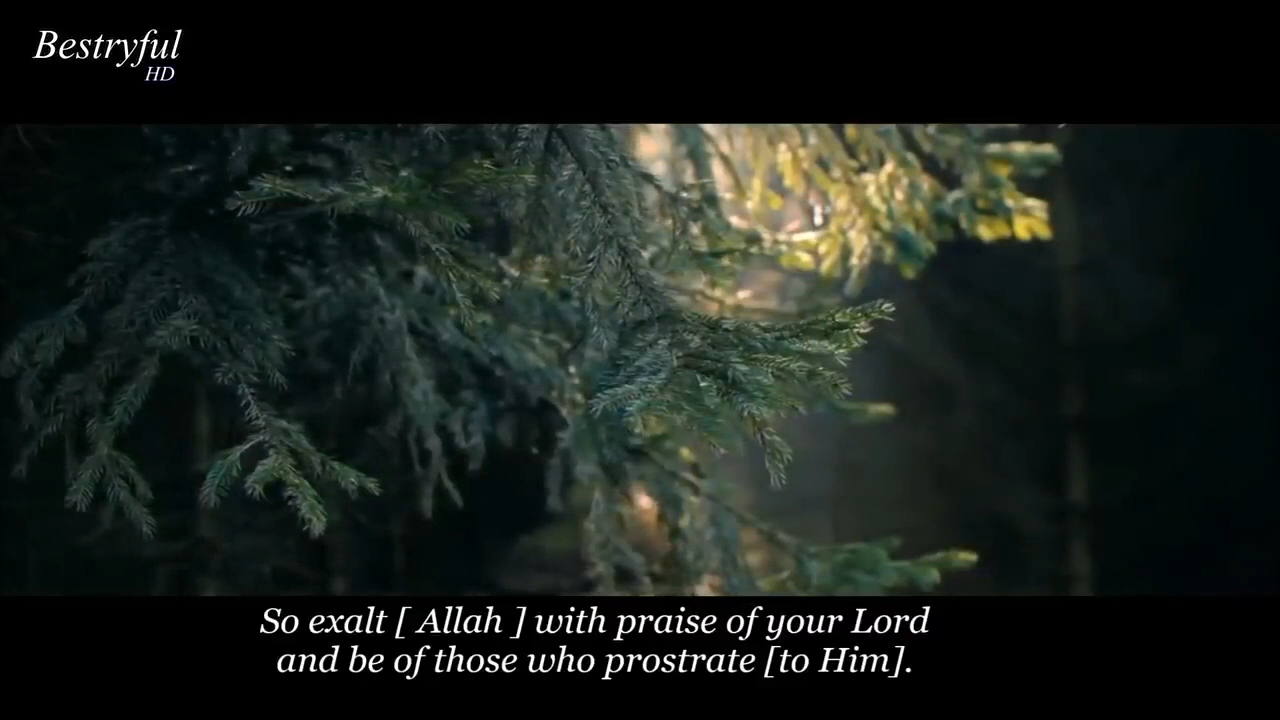 Bestryful
HD
So exalt [ Allah ] with praise of your Lord
and be of those who prostrate [to Him].